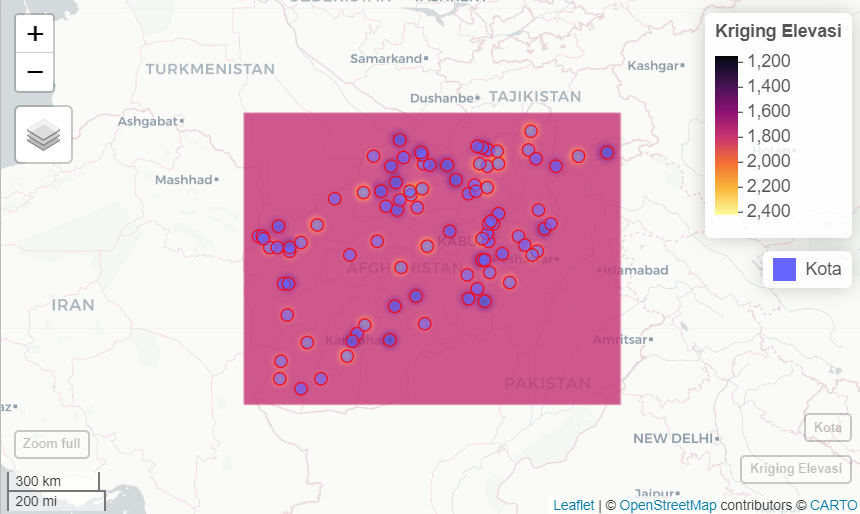 +
−
UZBEKISTAN
TASHKENT
Samarkand
TURKMENISTAN
Dushanbe
TAJIKISTAN
Kashgar
Ashgabat
Mashhad
Kriging Elevasi
1,200
1,400
1,600
1,800
2,000
2,200
2,400
Kota
KABUL
Peshawar
AFGHANISTAN
Islamabad
IRAN
Kandahar
Amritsar
PAKISTAN
az
NEW DELHI
Jaipur
Zoom full
Kota
Kriging Elevasi
300 km
200 mi
Leaflet | © OpenStreetMap contributors © CARTO